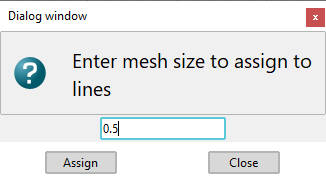 Dialog window
x
?
Enter mesh size to assign to
lines
0.5
Assign
Close